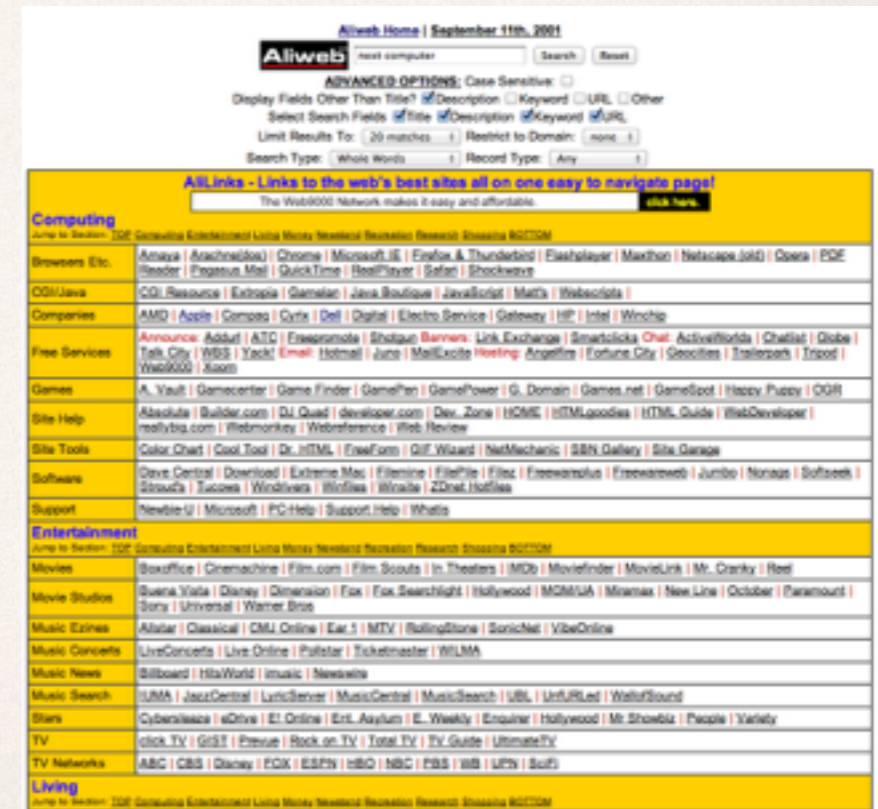 Aliweb Home | September 11th, 2001
Aliweb next computer Search Reset
ADVANCED OPTIONS: Case Sensitive:
Display Fields Other Than Title? Description Keyword URL Other
Select Search Fields Title Description Keyword URL
Limit Results To: 20 matches Restrict to Domain: none
Search Type: Whole Words Record Type: Any
AliLinks - Links to the web's best sites all on one easy to navigate page!
The Web9000 Network makes it easy and affordable. click here.
Computing
Jump to Section: TOP Computing Entertainment Living Money Newsland Recreation Research Shopping BOTTOM
Browsers Etc. Amaya | Arachne(dos) | Chrome | Microsoft IE | Firefox & Thunderbird | Flashplayer | Maxthon | Netscape (old) | Opera | PDF
Reader | Pegasus Mail | QuickTime | RealPlayer | Safari | Shockwave
CGI/Java CGI Resource | Extropia | Gamelan | Java Boutique | JavaScript | Matt's | Webscripts |
Companies AMD | Apple | Compaq | Cyrix | Dell | Digital | Electro Service | Gateway | HP | Intel | Winchip
Free Services Announce: Addurl | ATC | Freepromote | Shotgun Banners: Link Exchange | Smartclicks Chat: ActiveWorlds | Chatlist | Globe |
Talk City | WBS | Yack! Email: Hotmail | Juno | MailExcite Hosting: Angelfire | Fortune City | Geocities | Trailerpark | Tripod |
Web9000 | Xoom
Games A. Vault | Gamecenter | Game Finder | GamePen | GamePower | G. Domain | Games.net | GameSpot | Happy Puppy | OGR
Site Help Absolute | Builder.com | DJ Quad | developer.com | Dev. Zone | HOME | HTMLgoodies | HTML Guide | WebDeveloper |
reallybig.com | Webmonkey | Webreference | Web Review
Site Tools Color Chart | Cool Tool | Dr. HTML | FreeForm | GIF Wizard | NetMechanic | SBN Gallery | Site Garage
Software Dave Central | Download | Extreme Mac | Filemine | FilePile | Filez | Freewareplus | Freewareweb | Jumbo | Nonags | Softseek |
Stroud's | Tucows | Windrivers | Winfiles | Winsite | ZDnet Hotfiles
Support Newbie-U | Microsoft | PC-Help | Support Help | Whatis
Entertainment
Jump to Section: TOP Computing Entertainment Living Money Newsland Recreation Research Shopping BOTTOM
Movies Boxoffice | Cinemachine | Film.com | Film Scouts | In Theaters | IMDb | Moviefinder | MovieLink | Mr. Cranky | Reel
Movie Studios Buena Vista | Disney | Dimension | Fox | Fox Searchlight | Hollywood | MGM/UA | Miramax | New Line | October | Paramount |
Sony | Universal | Warner Bros
Music Ezines Allstar | Classical | CMJ Online | Ear 1 | MTV | RollingStone | SonicNet | VibeOnline
Music Concerts LiveConcerts | Live Online | Pollstar | Ticketmaster | WILMA
Music News Billboard | HitsWorld | imusic | Newswire
Music Search IUMA | JazzCentral | LyricServer | MusicCentral | MusicSearch | UBL | UnfURLed | WallofSound
Stars Cybersleaze | eDrive | E! Online | Ent. Asylum | E. Weekly | Enquirer | Hollywood | Mr Showbiz | People | Variety
TV click TV | GIST | Prevue | Rock on TV | Total TV | TV Guide | UltimateTV
TV Networks ABC | CBS | Disney | FOX | ESPN | HBO | NBC | PBS | WB | UPN | SciFi
Living
Jump to Section: TOP Computing Entertainment Living Money Newsland Recreation Research Shopping BOTTOM